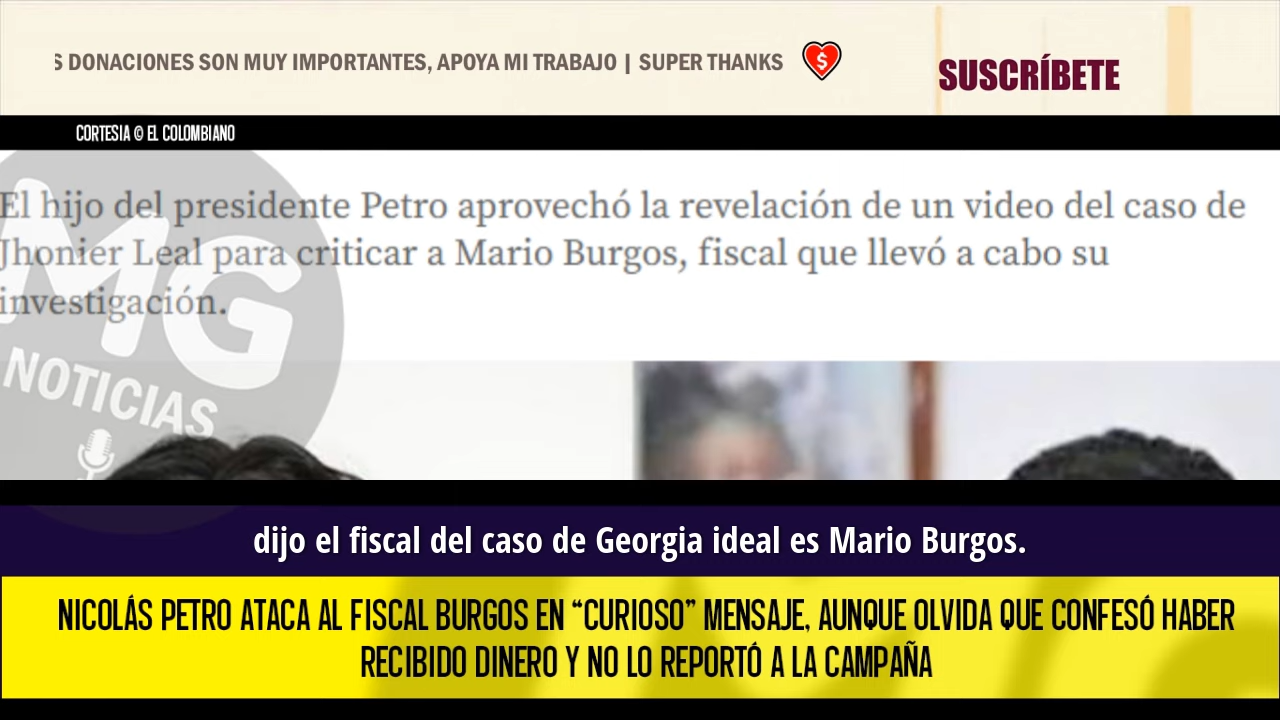 S DONACIONES SON MUY IMPORTANTES, APOYA MI TRABAJO | SUPER THANKS
$
SUSCRÍBETE
CORTESIA © EL COLOMBIANO
El hijo del presidente Petro aprovechó la revelación de un video del caso de
Jhonier Leal para criticar a Mario Burgos, fiscal que llevó a cabo su
investigación.
MG
NOTICIAS
dijo el fiscal del caso de Georgia ideal es Mario Burgos.
NICOLÁS PETRO ATACA AL FISCAL BURGOS EN “CURIOSO” MENSAJE, AUNQUE OLVIDA QUE CONFESÓ HABER
RECIBIDO DINERO Y NO LO REPORTÓ A LA CAMPAÑA